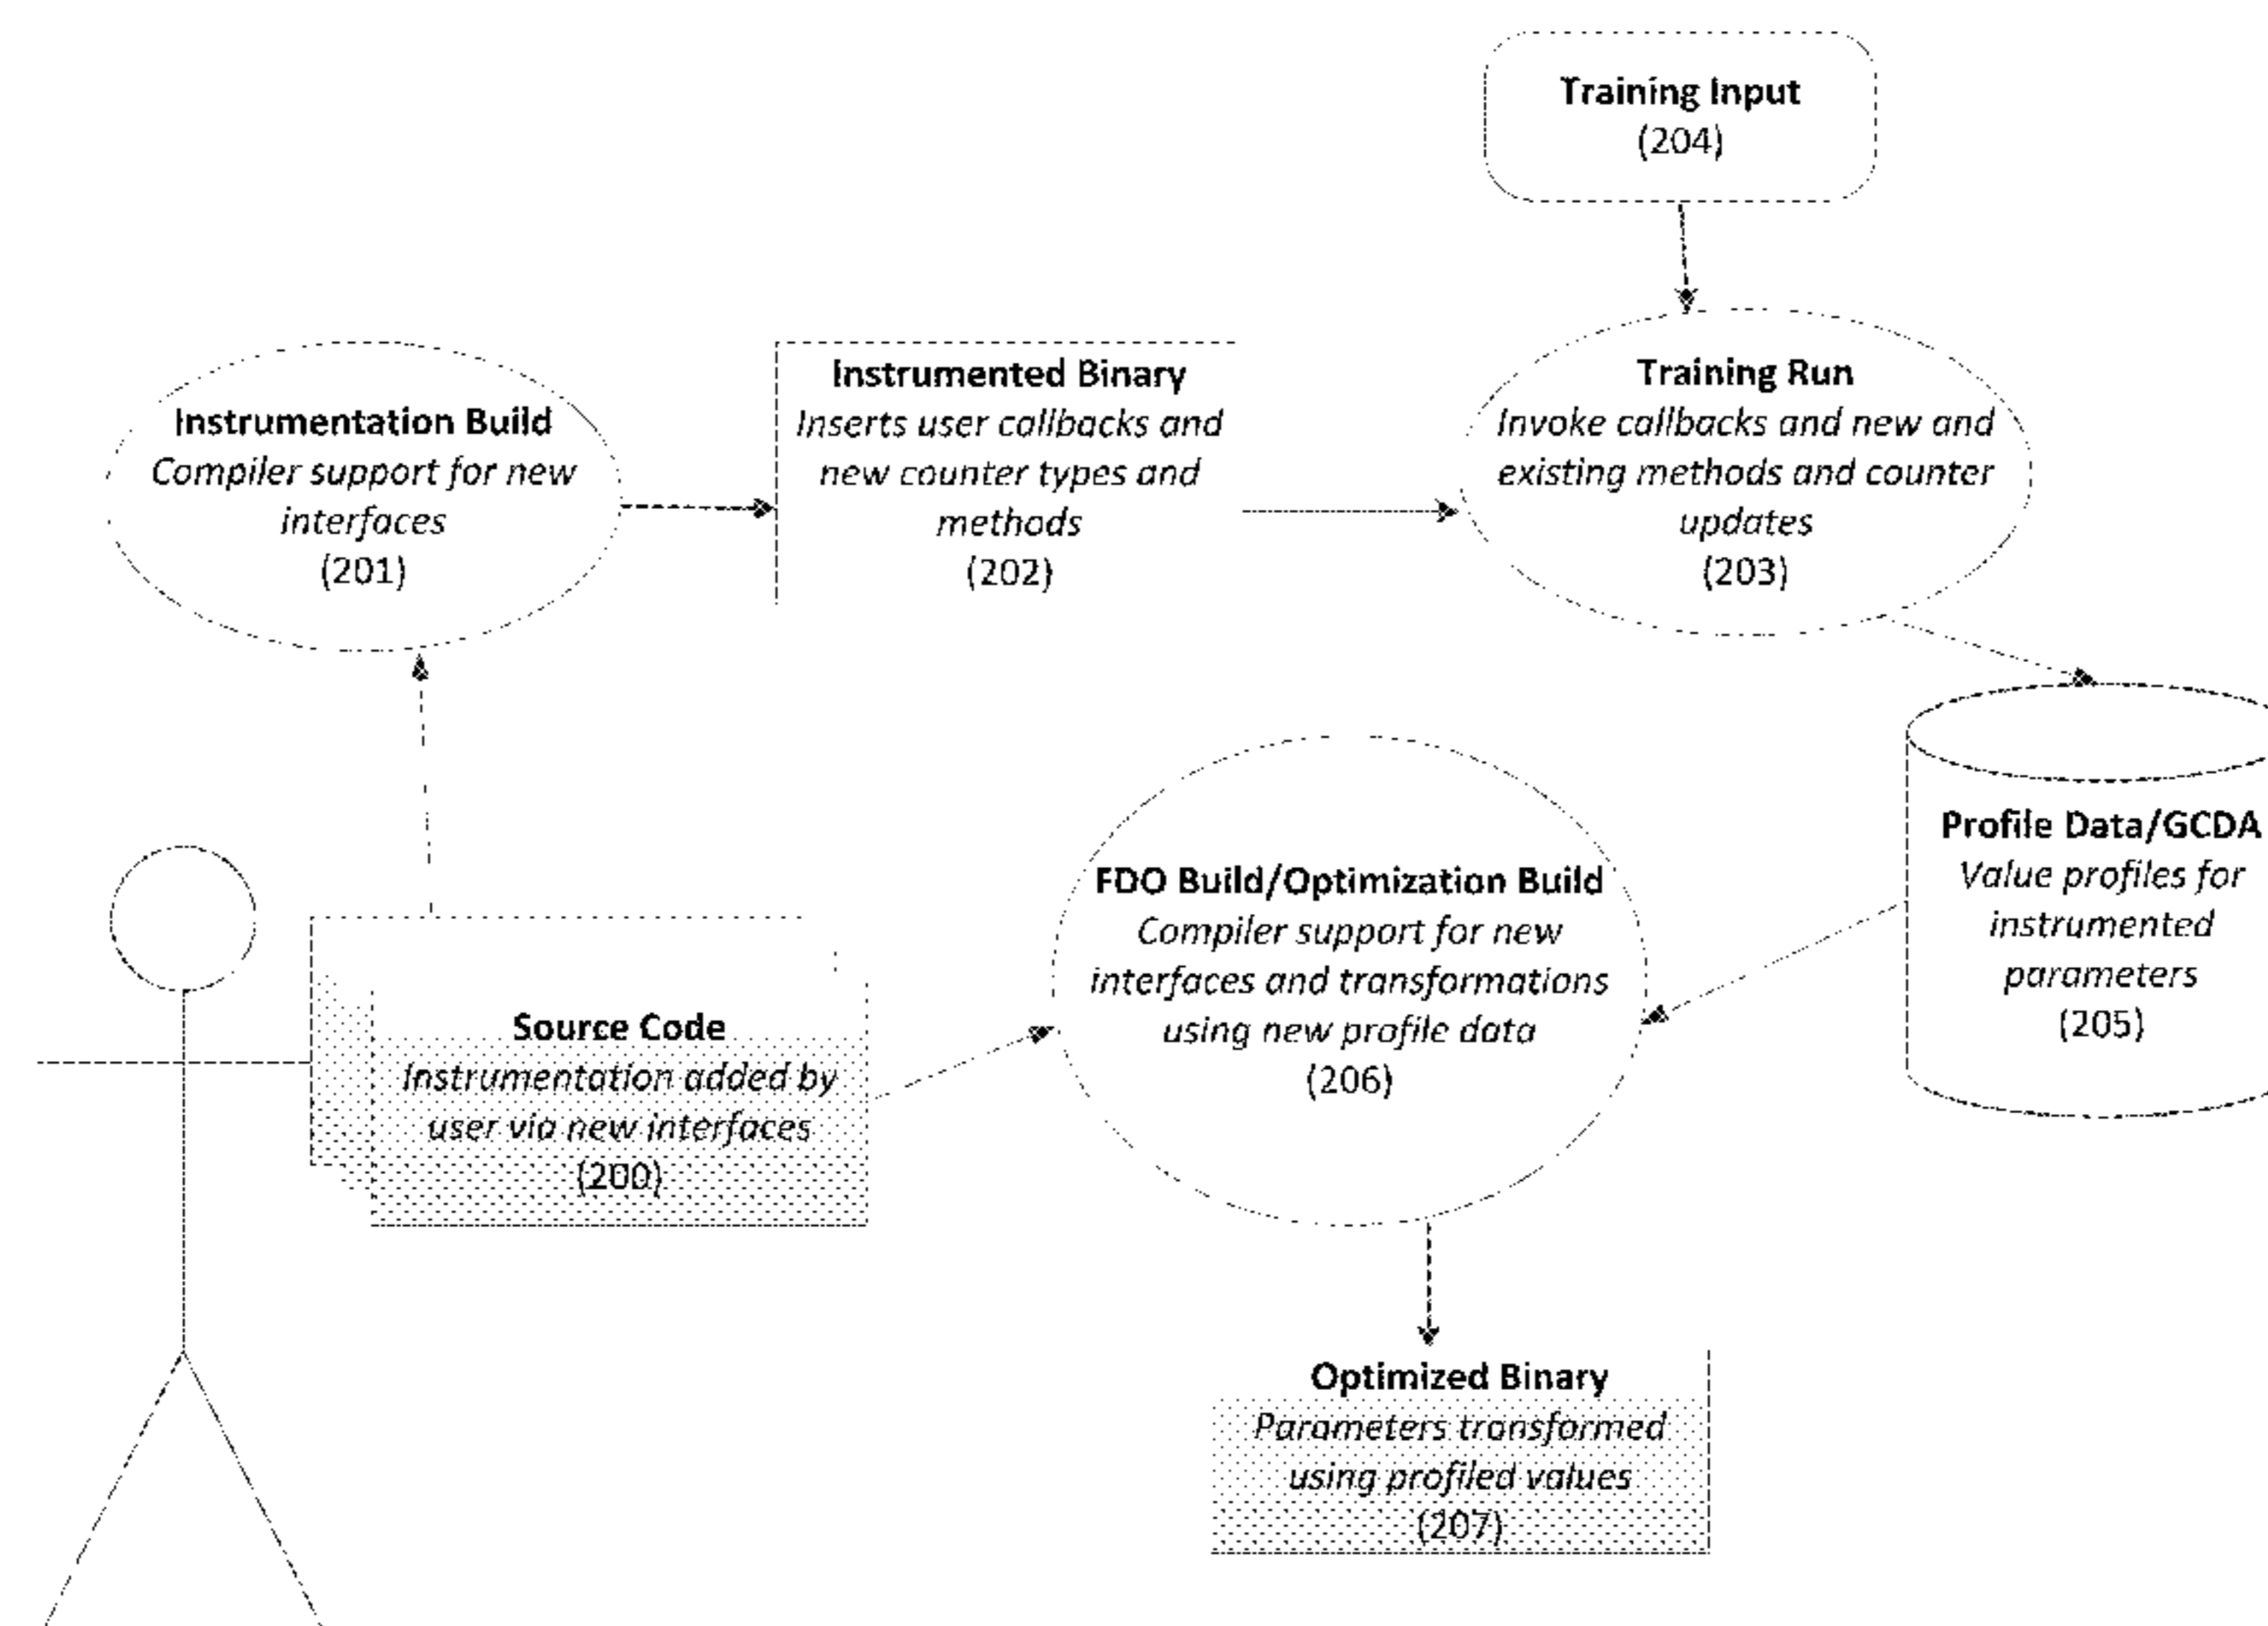 Training Input
(204)
Instrumentation Build
Compiler support for new
interfaces
(201)
Instrumented Binary
Inserts user callbacks and
new counter types and
methods
(202)
Training Run
Invoke callbacks and new and
existing methods and counter
updates
(203)
Profile Data/GCDA
Value profiles for
instrumented
parameters
(205)
FDO Build/Optimization Build
Compiler support for new
interfaces and transformations
using new profile data
(206)
Source Code
Instrumentation added by
user via new interfaces
(200)
Optimized Binary
Parameters transformed
using profiled values
(207)